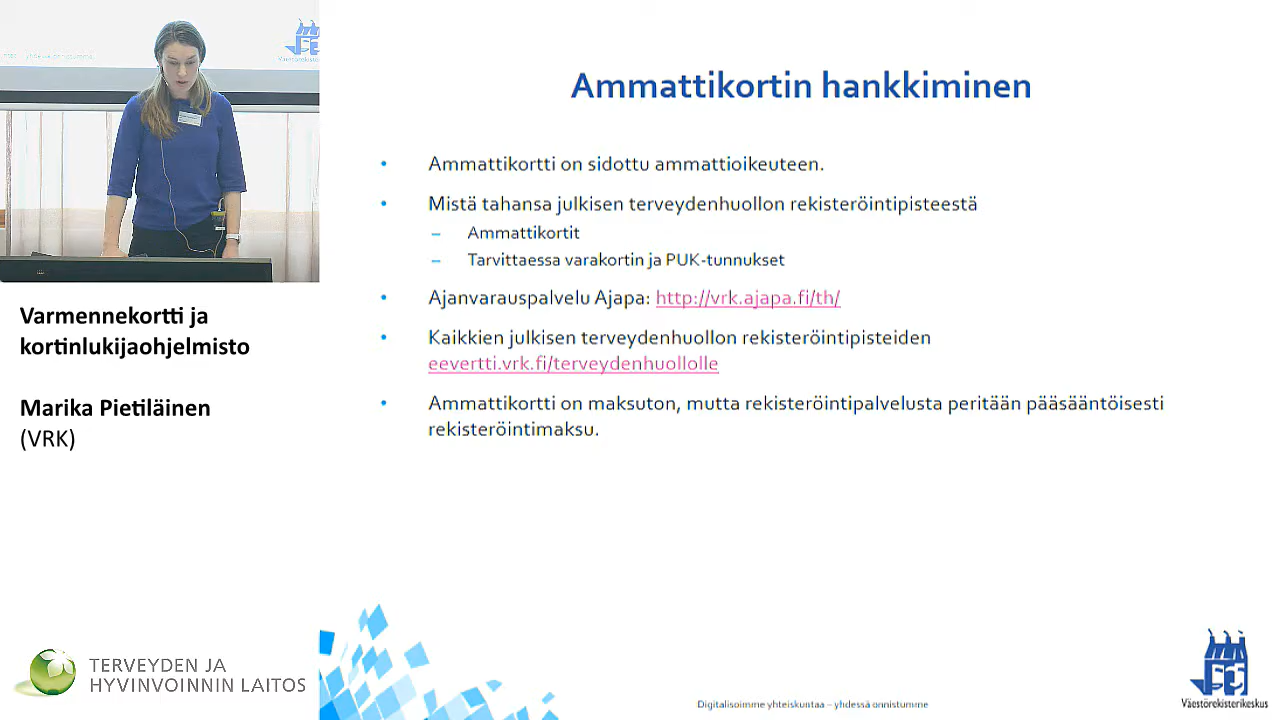 Ammattikortin hankkiminen
• Ammattikortti on sidottu ammattioikeuteen.
• Mistä tahansa julkisen terveydenhuollon rekisteröintipisteestä
– Ammattikortit
– Tarvittaessa varakortin ja PUK-tunnukset
• Ajanvarauspalvelu Ajapa: http://vrk.ajapa.fi/th/
• Kaikkien julkisen terveydenhuollon rekisteröintipisteiden
eevertti.vrk.fi/terveydenhuollolle
• Ammattikortti on maksuton, mutta rekisteröintipalvelusta peritään pääsääntöisesti
rekisteröintimaksu.
Varmennekortti ja
kortinlukijaohjelmisto
Marika Pietiläinen
(VRK)
TERVEYDEN JA
HYVINVOINNIN LAITOS
Digitalisoimme yhteiskuntaa – yhdessä onnistumme
Väestörekisterikeskus